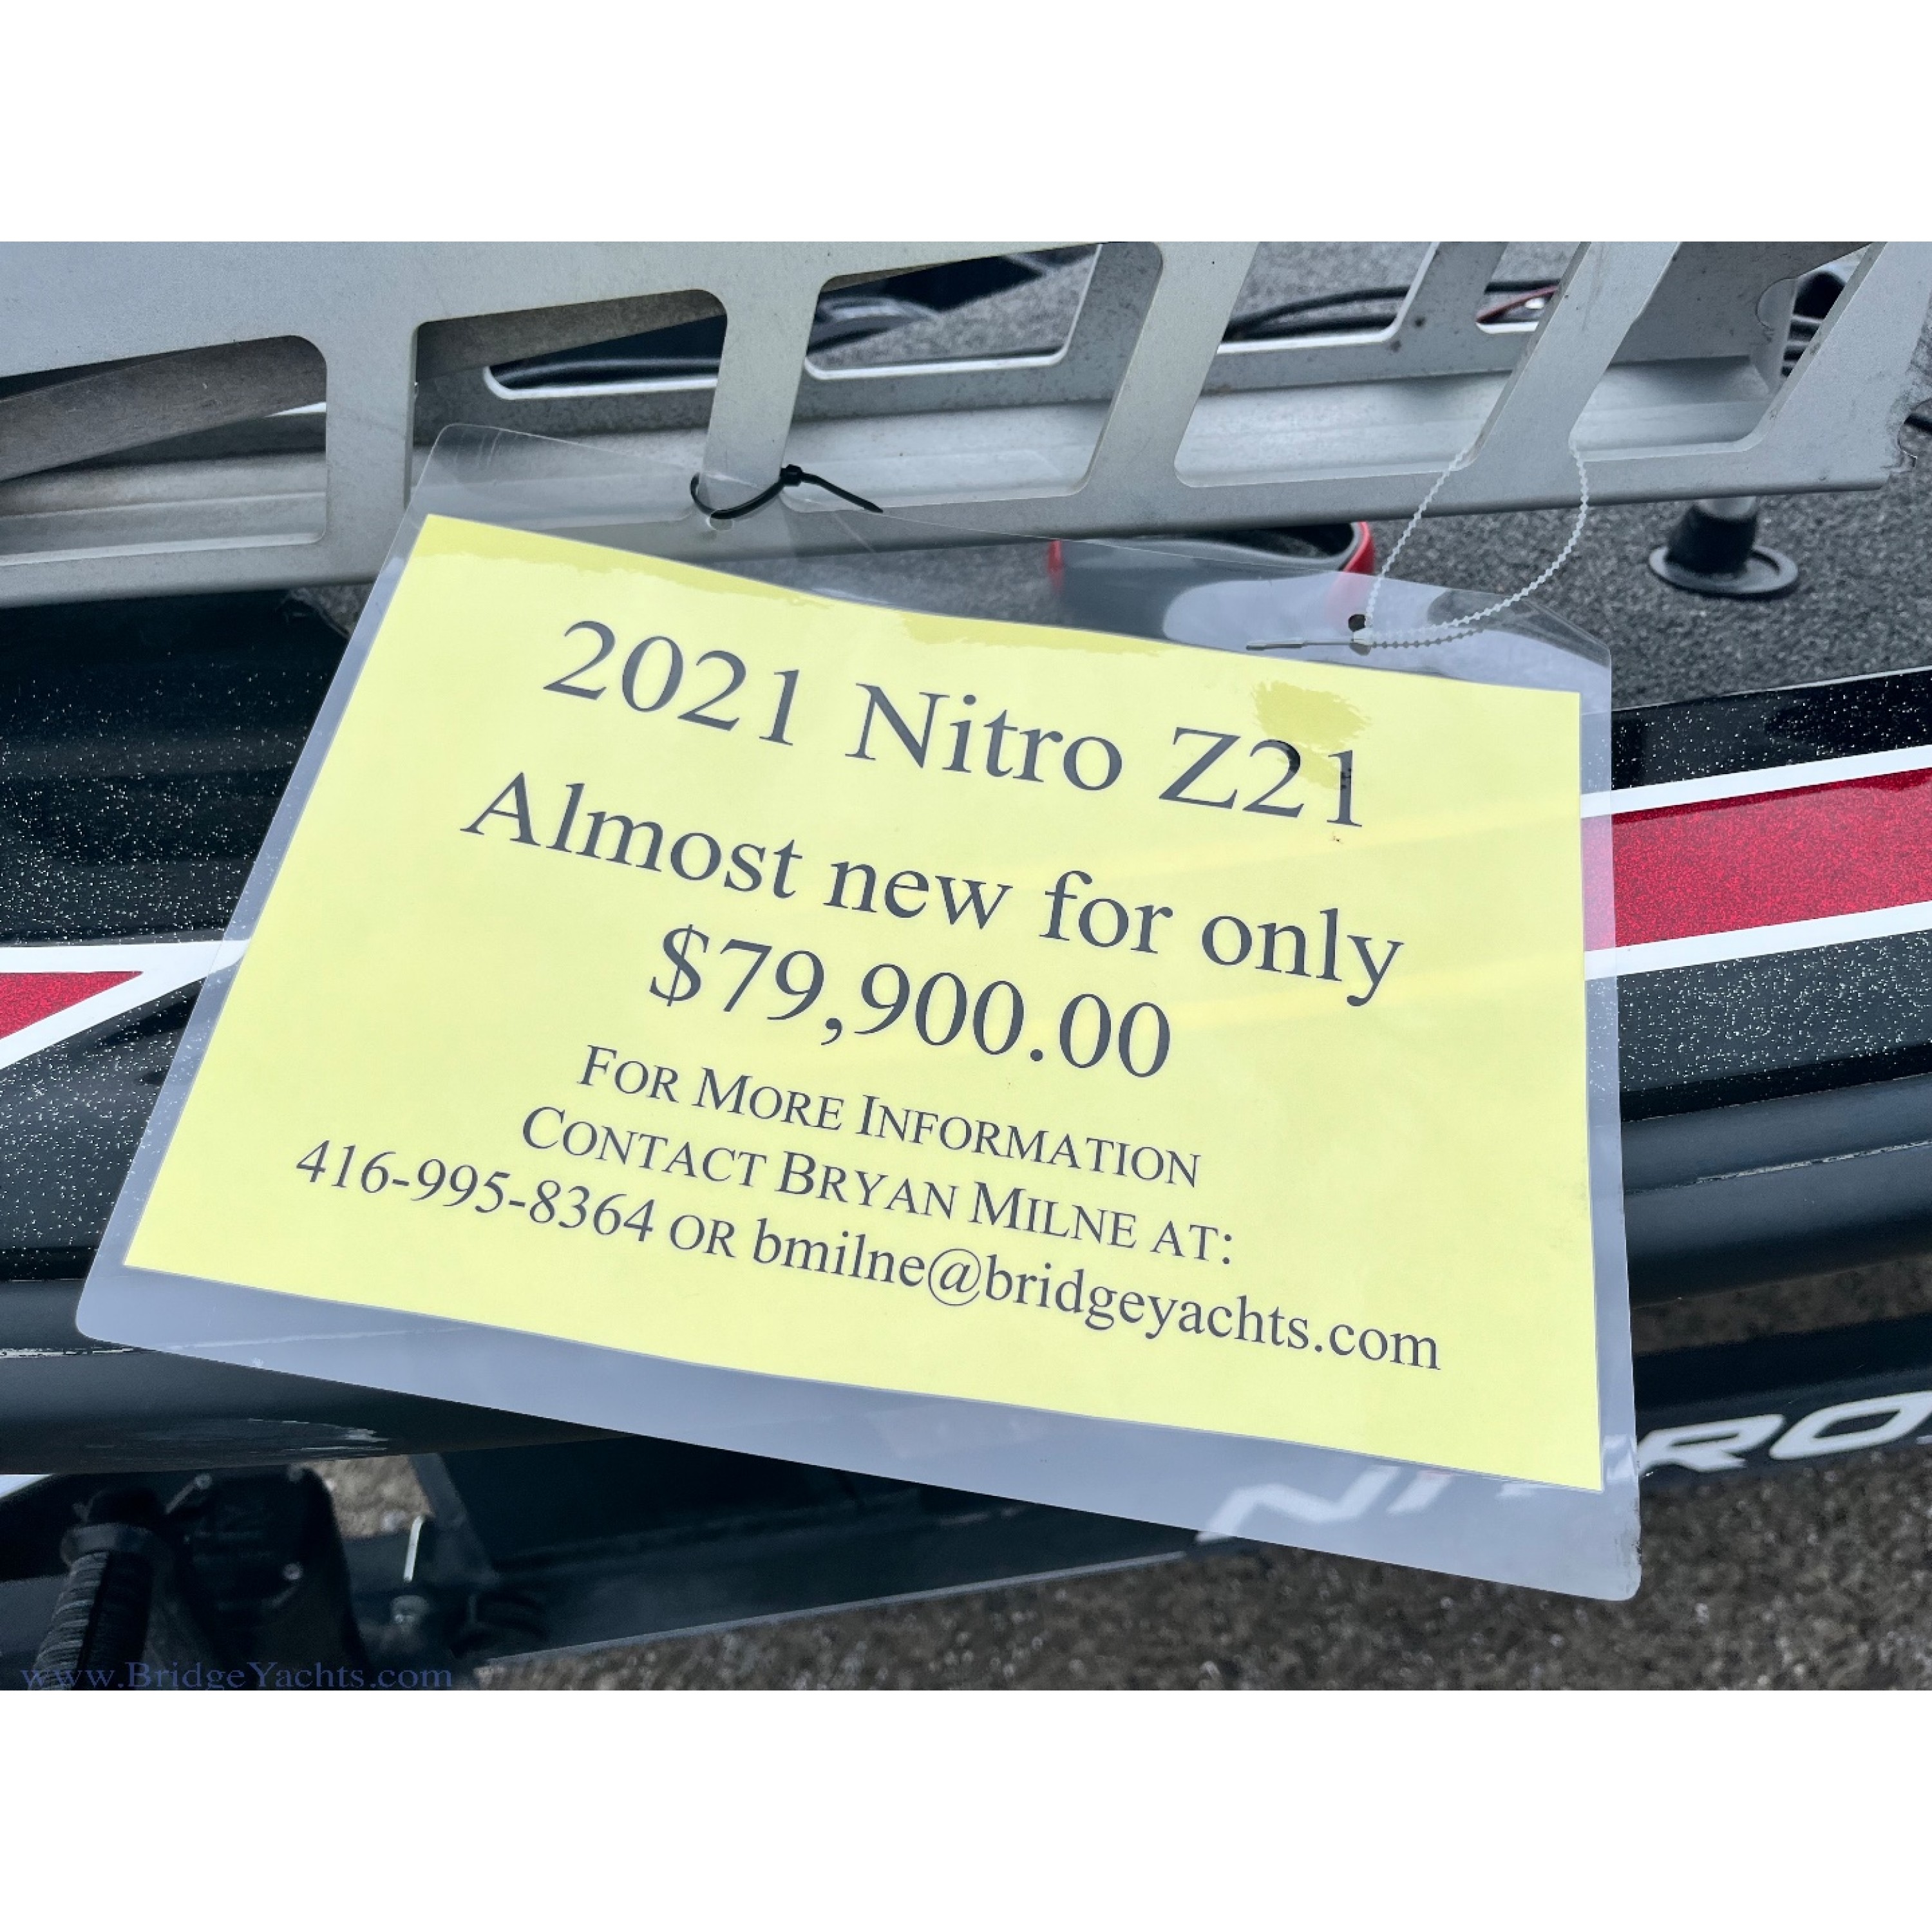 2021 Nitro Z21
Almost new for only
$79,900.00
FOR MORE INFORMATION
CONTACT BRYAN MILNE AT:
416-995-8364 OR bmilne@bridgeyachts.com
NITRO
www.BridgeYachts.com